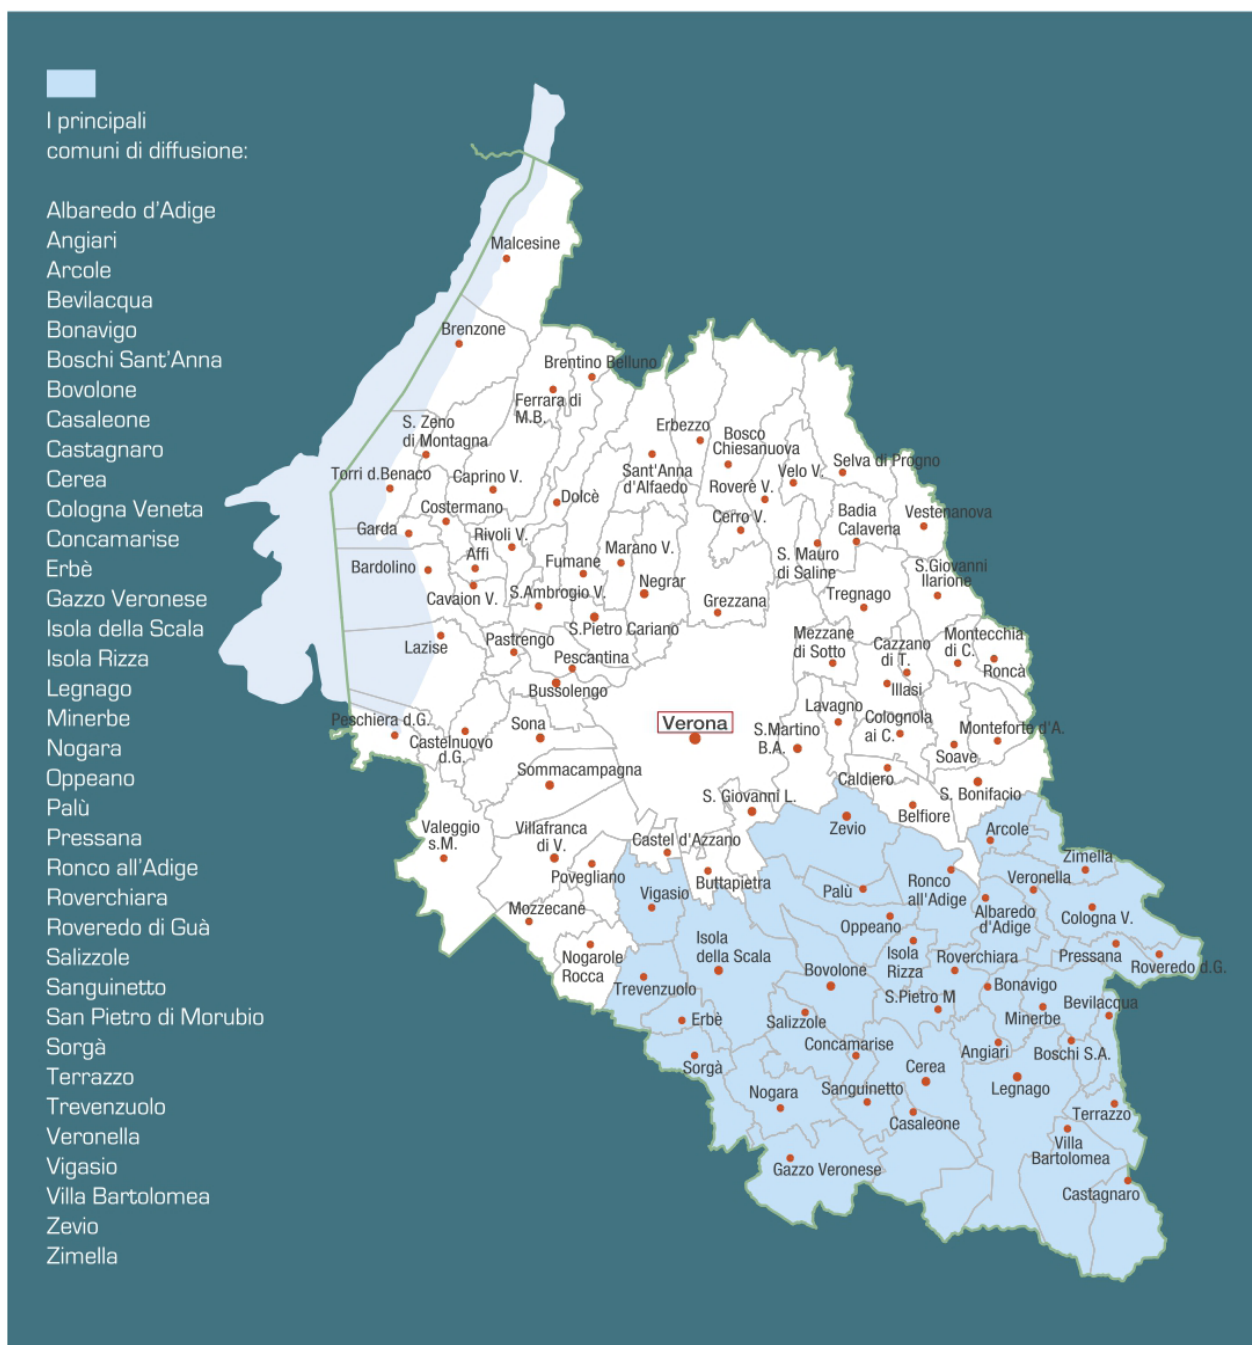 I principali
comuni di diffusione:
Albaredo d'Adige
Angiari
Arcole
Bevilacqua
Bonavigo
Boschi Sant'Anna
Bovolone
Casaleone
Castagnaro
Cerea
Cologna Veneta
Concamarise
Erbè
Gazzo Veronese
Isola della Scala
Isola Rizza
Legnago
Minerbe
Nogara
Oppeano
Palù
Pressana
Ronco all'Adige
Roverchiara
Roveredo di Guà
Salizzole
Sanguinetto
San Pietro di Morubio
Sorgà
Terrazzo
Trevenzuolo
Veronella
Vigasio
Villa Bartolomea
Zevio
Zimella
Malcesine
Brenzone
Brentino Belluno
Ferrara di
M.B.
S. Zeno
di Montagna
Erbezzo
Bosco
Chiesanuova
Sant'Anna
d'Alfaedo
Selva di Progno
Velo V.
Torri d.Benaco
Caprino V.
Dolcè
Roverè V.
Costermano
Cerro V.
Badia
Calavena
Vestenanova
Garda
Rivoli V.
Affi
Marano V.
S. Mauro
di Saline
S.Giovanni
Ilarione
Bardolino
Fumane
Negrar
Cavaion V.
S.Ambrogio V.
Grezzana
Tregnago
S.Pietro Cariano
Lazise
Pastrengo
Pescantina
Mezzane
di Sotto
Cazzano
di T.
Montecchia
di C.
Roncà
Bussolengo
Illasi
Peschiera d.G.
Castelnuovo
d.G.
Sona
Verona
S.Martino
B.A.
Lavagno
Colognola
ai C.
Monteforte d'A.
Soave
Sommacampagna
Caldiero
S. Giovanni L.
S. Bonifacio
Belfiore
Valeggio
s.M.
Villafranca
di V.
Castel d'Azzano
Zevio
Arcole
Povegliano
Buttapietra
Zimella
Vigasio
Palù
Ronco
all'Adige
Veronella
Mozzecane
Oppeano
Albaredo
d'Adige
Cologna V.
Nogarole
Rocca
Isola
della Scala
Isola
Rizza
Roverchiara
Pressana
Roveredo d.G.
Trevenzuolo
Bovolone
S.Pietro M
Bonavigo
Bevilacqua
Erbè
Salizzole
Minerbe
Concamarise
Angiari
Boschi S.A.
Sorgà
Cerea
Legnago
Nogara
Sanguinetto
Casaleone
Terrazzo
Villa
Bartolomea
Gazzo Veronese
Castagnaro